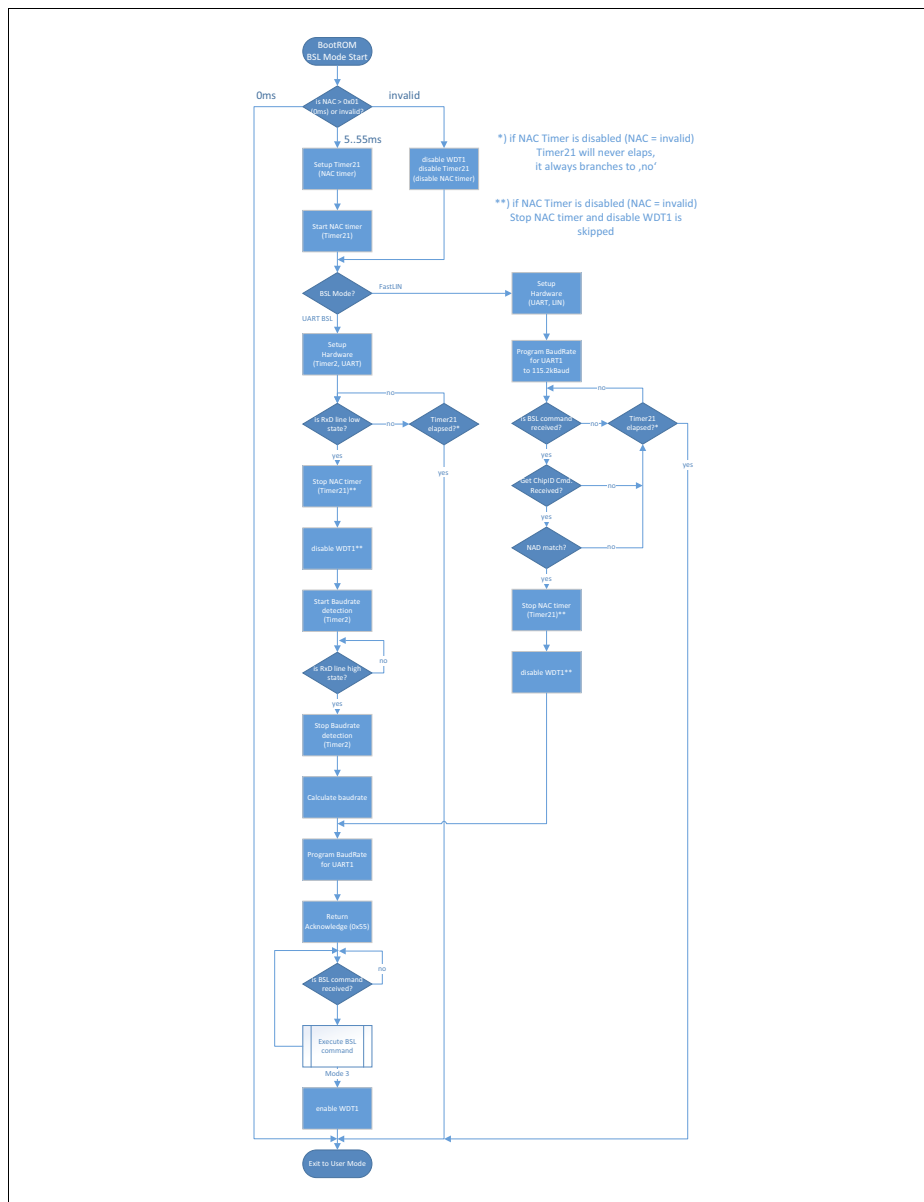 BootROM
BSL Mode Start
0ms
is NAC > 0x01
(0ms) or invalid?
invalid
5..55ms
Setup Timer21
(NAC timer)
disable WDT1
disable Timer21
(disable NAC timer)
*) if NAC Timer is disabled (NAC = invalid)
Timer21 will never elaps,
it always branches to ‚no‘
Start NAC timer
(Timer21)
**) if NAC Timer is disabled (NAC = invalid)
Stop NAC timer and disable WDT1 is
skipped
BSL Mode?
FastLIN
Setup
Hardware
(UART, LIN)
UART BSL
Setup
Hardware
(Timer2, UART)
Program BaudRate
for UART1
to 115.2kBaud
no
no
is RxD line low
state?
no
Timer21
elapsed?*
is BSL command
received?
no
Timer21
elapsed?*
yes
yes
yes
yes
Stop NAC timer
(Timer21)**
Get ChipID Cmd.
Received?
no
yes
disable WDT1**
NAD match?
no
yes
Start Baudrate
detection
(Timer2)
Stop NAC timer
(Timer21)**
is RxD line high
state?
no
disable WDT1**
yes
Stop Baudrate
detection
(Timer2)
Calculate baudrate
Program BaudRate
for UART1
Return
Acknowledge (0x55)
is BSL command
received?
no
Execute BSL
command
Mode 3
enable WDT1
Exit to User Mode